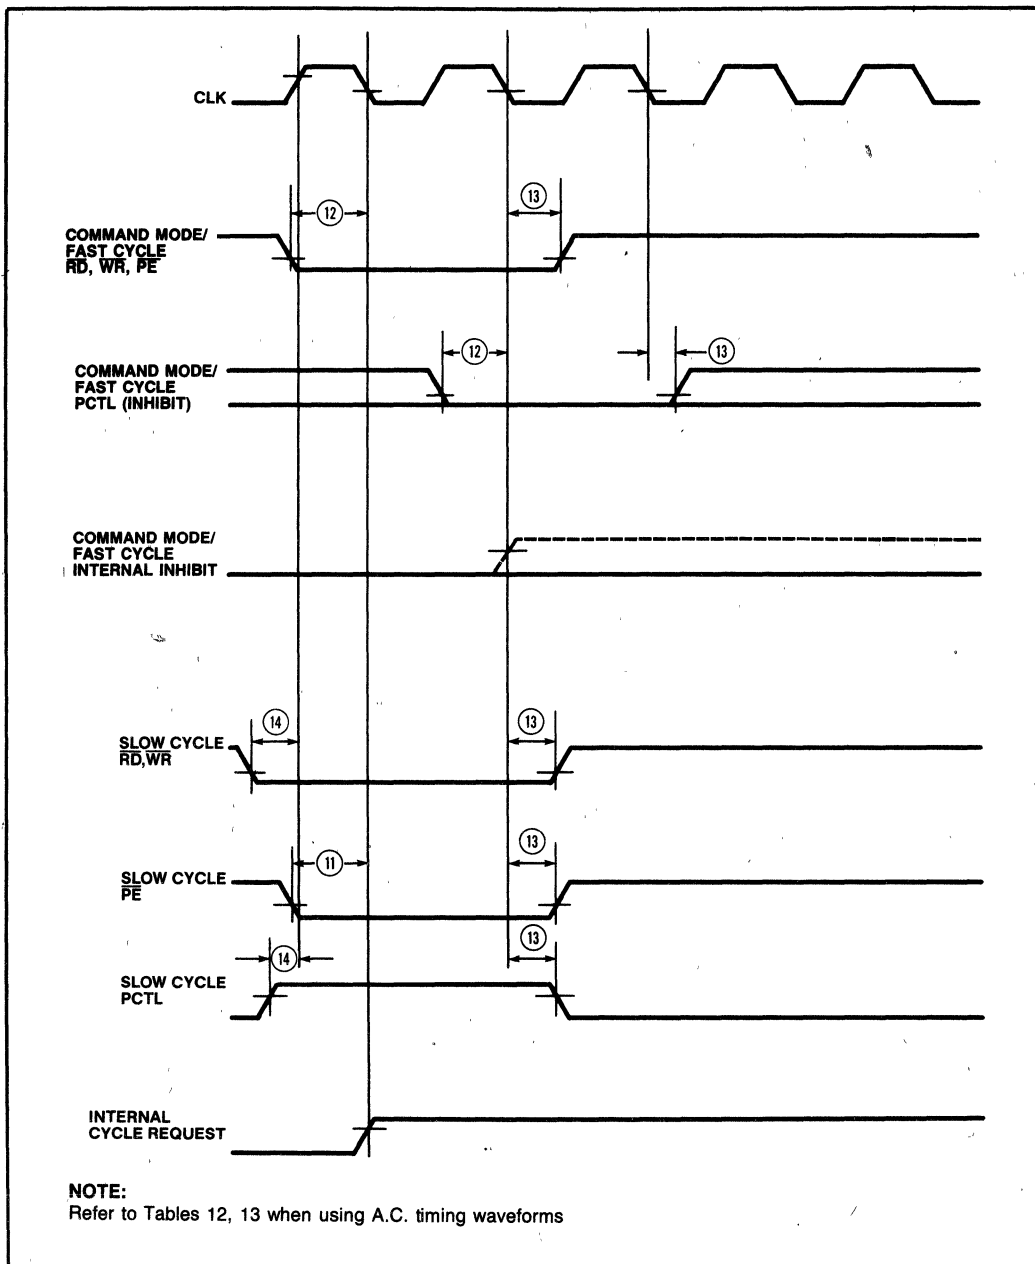 CLK
12
13
COMMAND MODE/
FAST CYCLE
RD, WR, PE
12
13
COMMAND MODE/
FAST CYCLE
PCTL (INHIBIT)
COMMAND MODE/
FAST CYCLE
INTERNAL INHIBIT
14
13
SLOW CYCLE
RD,WR
11
13
SLOW CYCLE
PE
14
13
SLOW CYCLE
PCTL
INTERNAL
CYCLE REQUEST
NOTE:
Refer to Tables 12, 13 when using A.C. timing waveforms